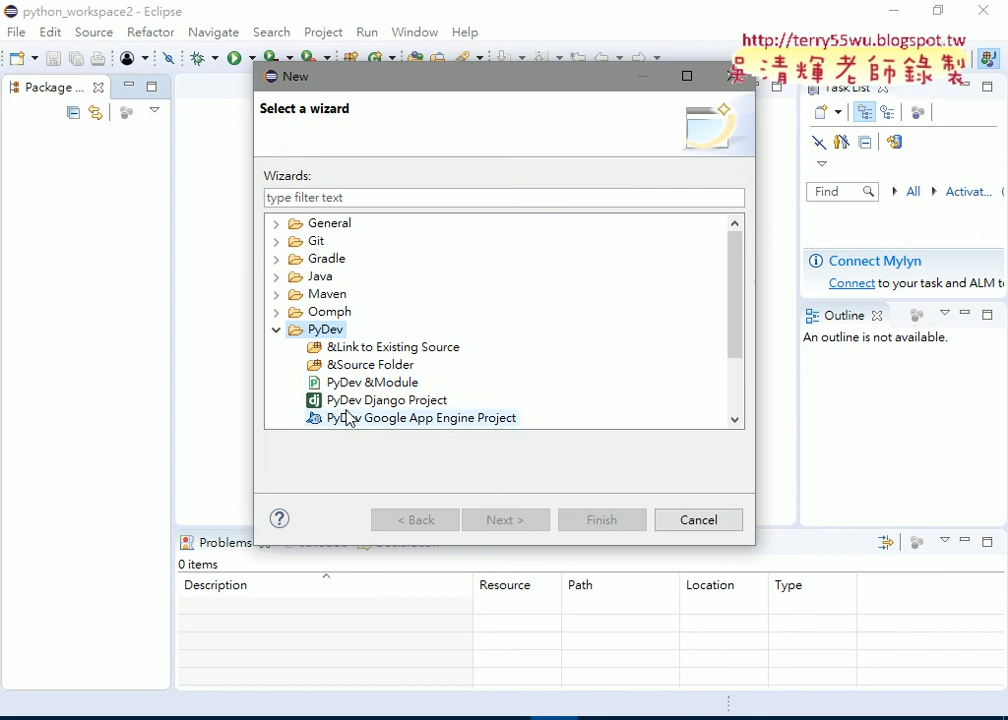 python_workspace2 - Eclipse
File Edit Source Refactor Navigate Search Project Run Window Help
http://terry55wu.blogspot.tw
吳清輝老師錄製
Package ...
New
Task List
Select a wizard
Wizards:
type filter text
Find
All
Activat...
General
Git
Gradle
Java
Maven
Oomph
PyDev
&Link to Existing Source
&Source Folder
PyDev &Module
PyDev Django Project
PyDev Google App Engine Project
Connect Mylyn
Connect to your task and ALM t
Outline
An outline is not available.
< Back
Next >
Finish
Cancel
Problems
0 items
Description Resource Path Location Type